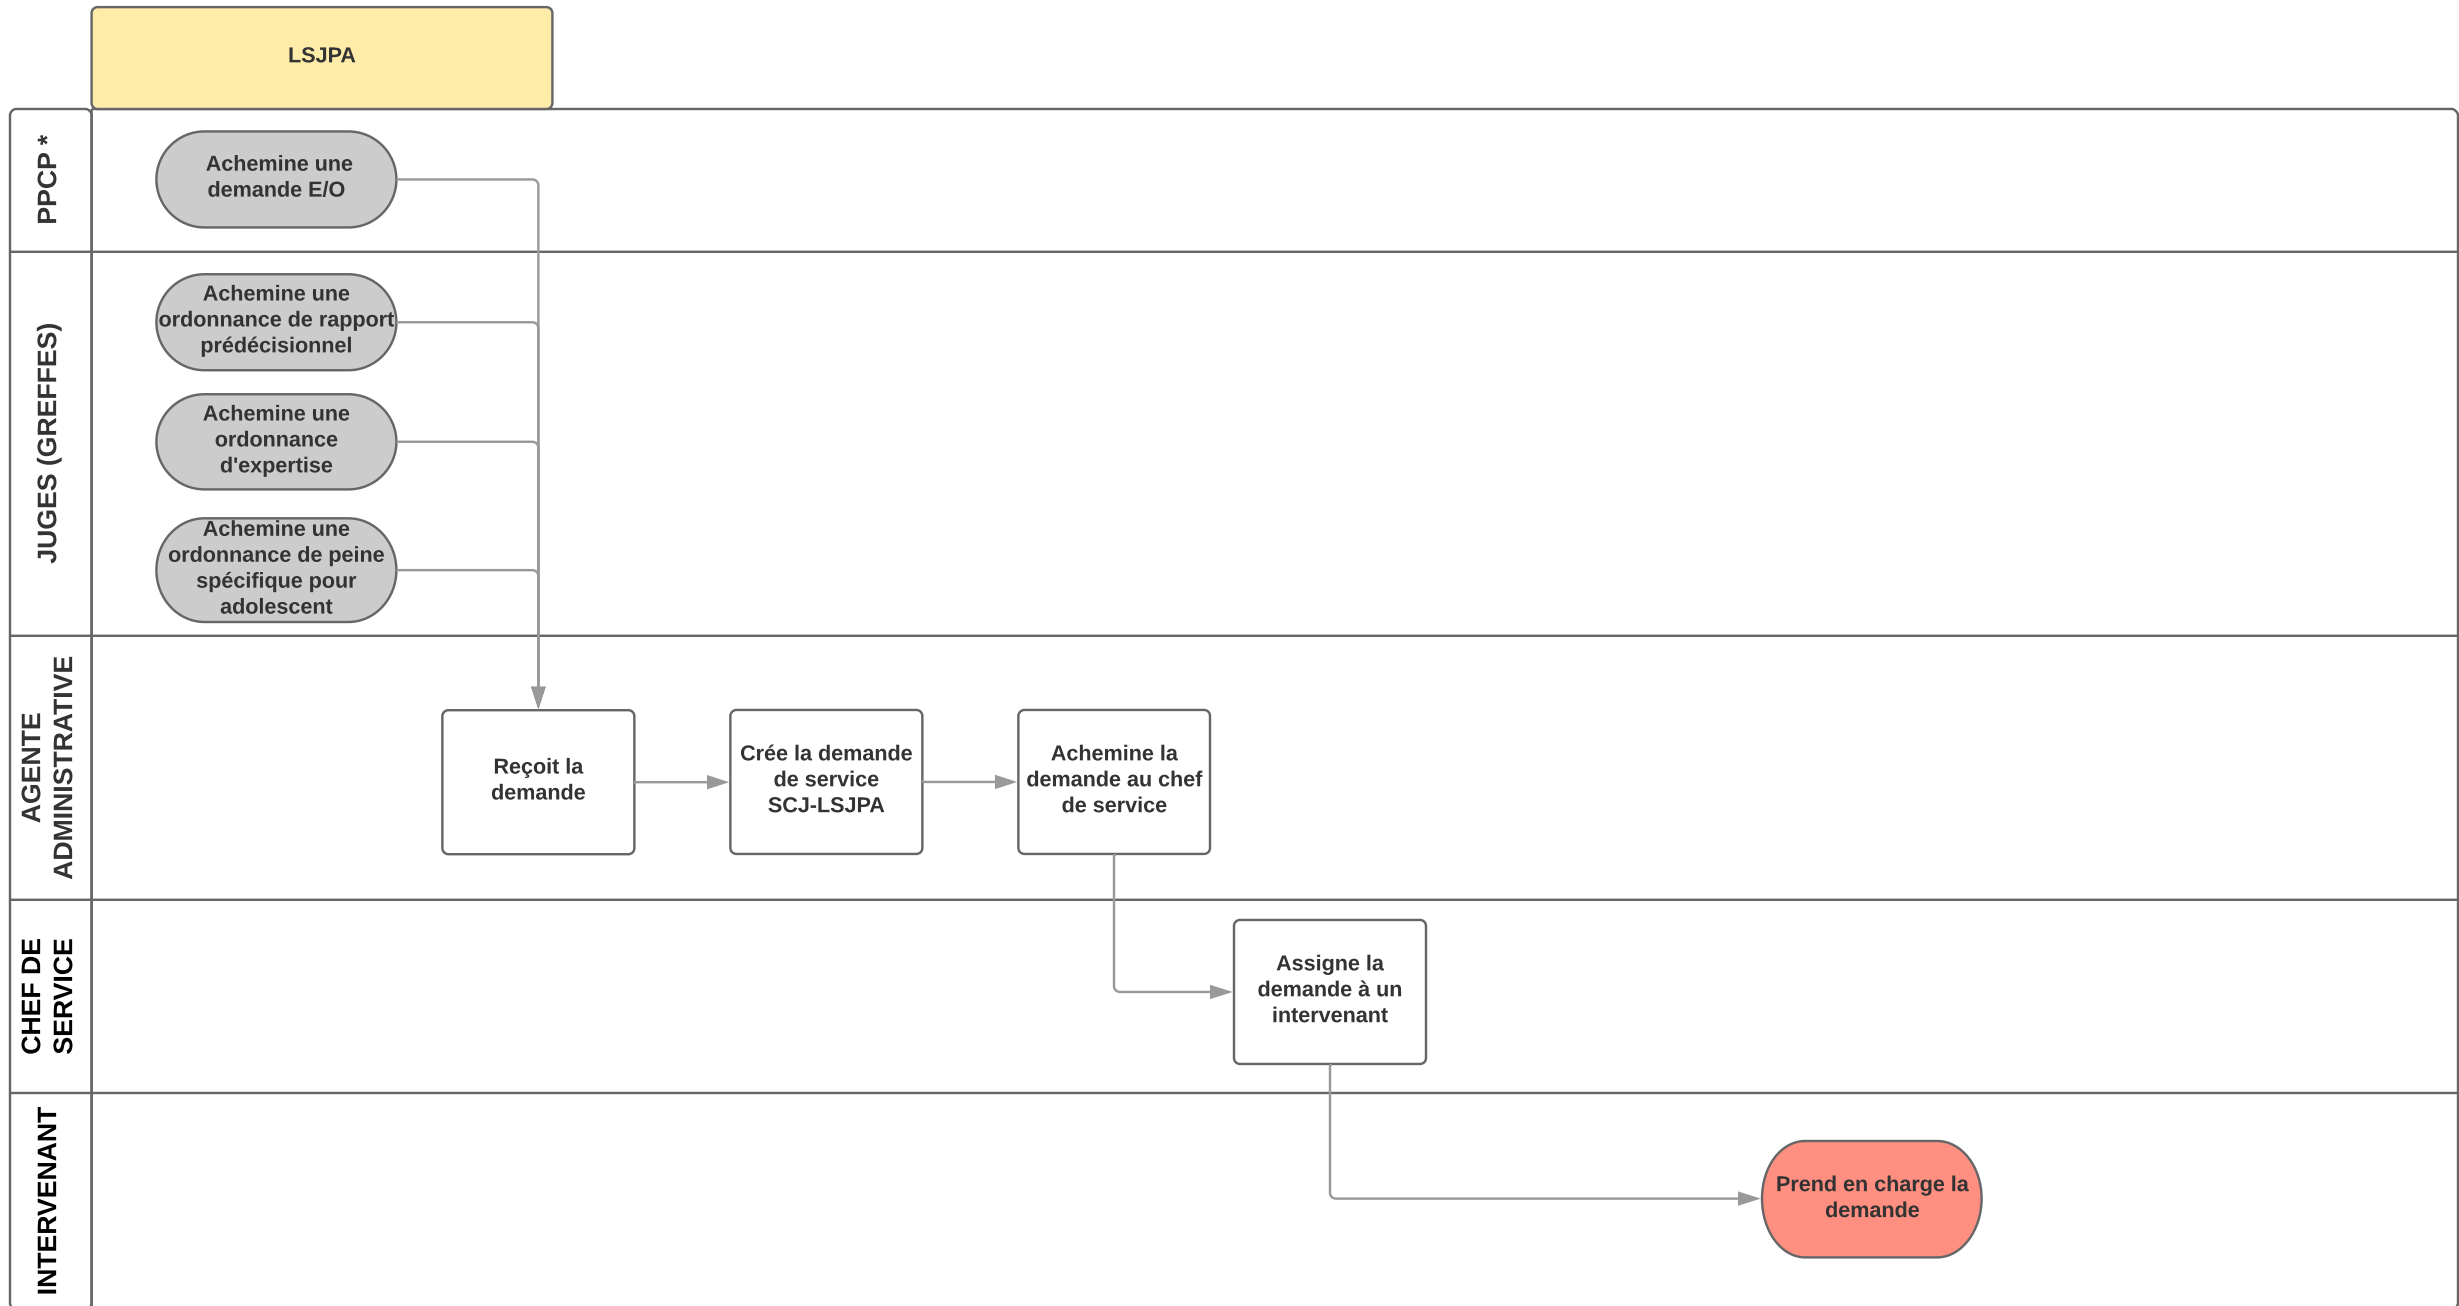 LSJPA
PPCP *
Achemine une
demande E/O
JUGES (GREFFES)
Achemine une
ordonnance de rapport
prédécisionnel
Achemine une
ordonnance
d'expertise
Achemine une
ordonnance de peine
spécifique pour
adolescent
AGENTE
ADMINISTRATIVE
Reçoit la
demande
Crée la demande
de service
SCJ-LSJPA
Achemine la
demande au chef
de service
CHEF DE
SERVICE
Assigne la
demande à un
intervenant
INTERVENANT
Prend en charge la
demande